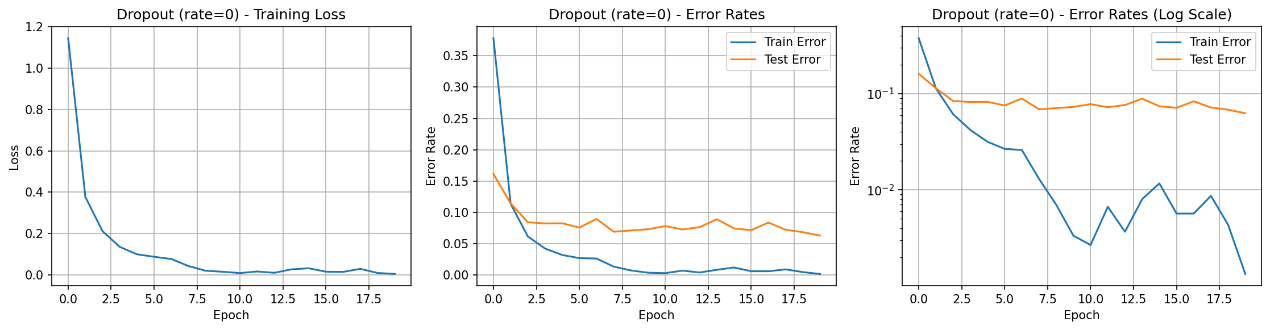 Dropout (rate=0) - Training Loss
Loss
1.2
1.0
0.8
0.6
0.4
0.2
0.0
0.0 2.5 5.0 7.5 10.0 12.5 15.0 17.5
Epoch
Dropout (rate=0) - Error Rates
Error Rate
0.35
0.30
0.25
0.20
0.15
0.10
0.05
0.00
Train Error
Test Error
0.0 2.5 5.0 7.5 10.0 12.5 15.0 17.5
Epoch
Dropout (rate=0) - Error Rates (Log Scale)
Error Rate
10⁻¹
10⁻²
Train Error
Test Error
0.0 2.5 5.0 7.5 10.0 12.5 15.0 17.5
Epoch